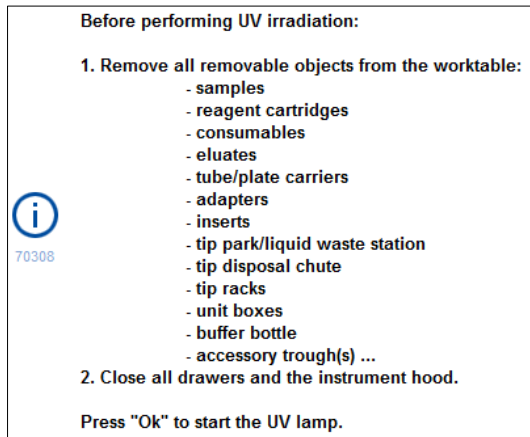 Before performing UV irradiation:
1. Remove all removable objects from the worktable:
- samples
- reagent cartridges
- consumables
- eluates
- tube/plate carriers
- adapters
- inserts
- tip park/liquid waste station
- tip disposal chute
- tip racks
- unit boxes
- buffer bottle
- accessory trough(s) ...
2. Close all drawers and the instrument hood.
Press "Ok" to start the UV lamp.
i
70308